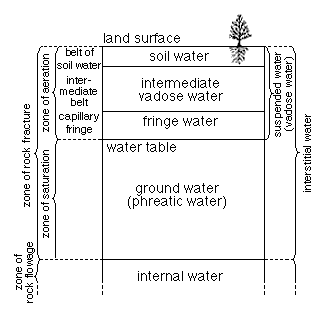 land surface
belt of
soil water
soil water
inter-
mediate
belt
intermediate
vadose water
capillary
fringe
fringe water
water table
ground water
(phreatic water)
internal water
zone of aeration
zone of saturation
zone of rock fracture
zone of
rock flowage
suspended water
(vadose water)
interstitial water